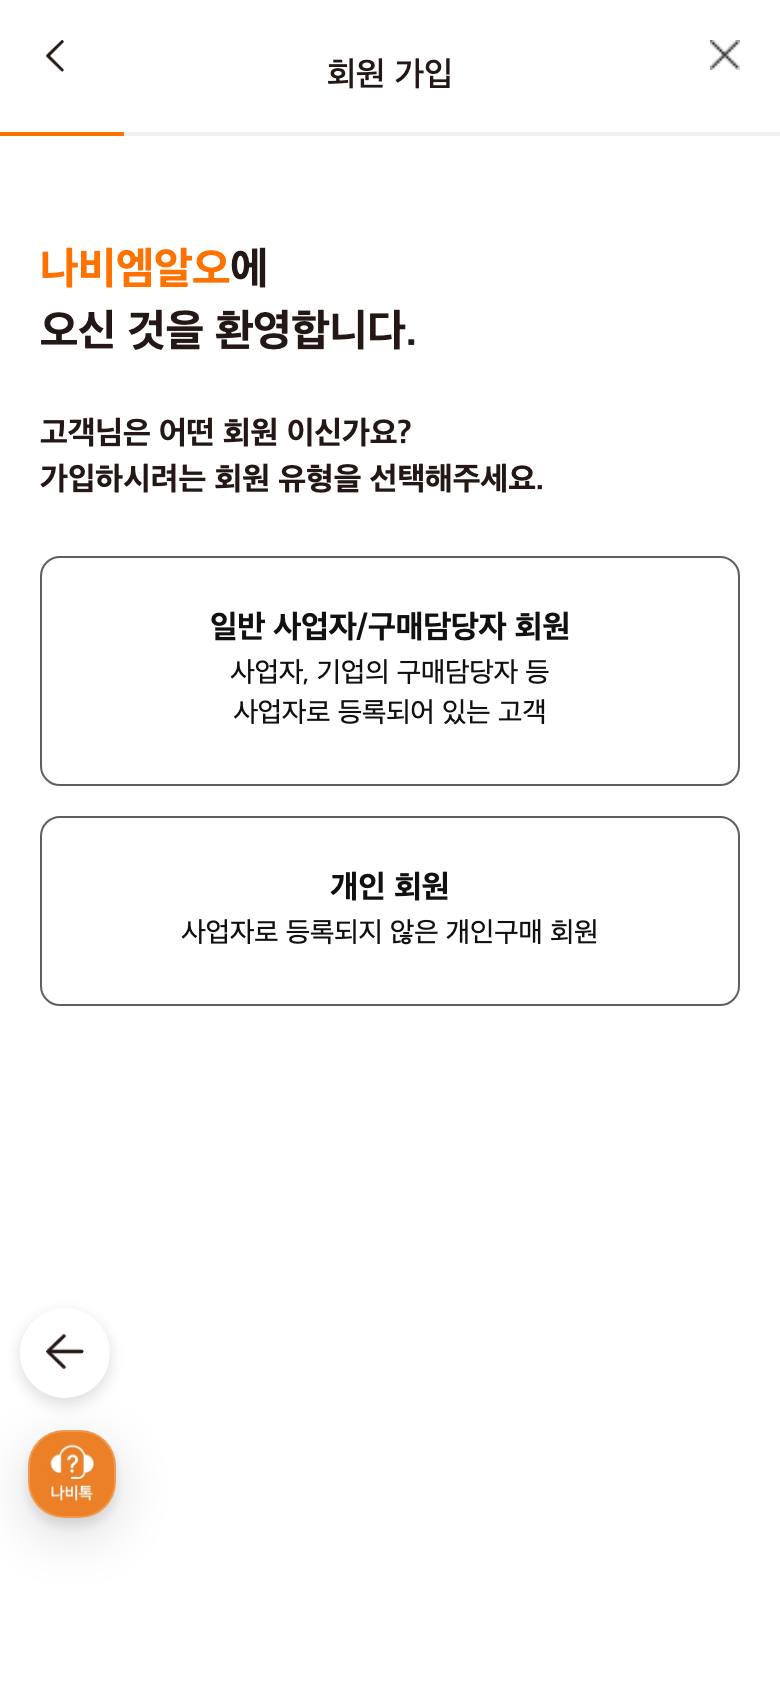 회원 가입
나비엠알오에
오신 것을 환영합니다.
고객님은 어떤 회원 이신가요?
가입하시려는 회원 유형을 선택해주세요.
일반 사업자/구매담당자 회원
사업자, 기업의 구매담당자 등
사업자로 등록되어 있는 고객
개인 회원
사업자로 등록되지 않은 개인구매 회원
?
나비톡